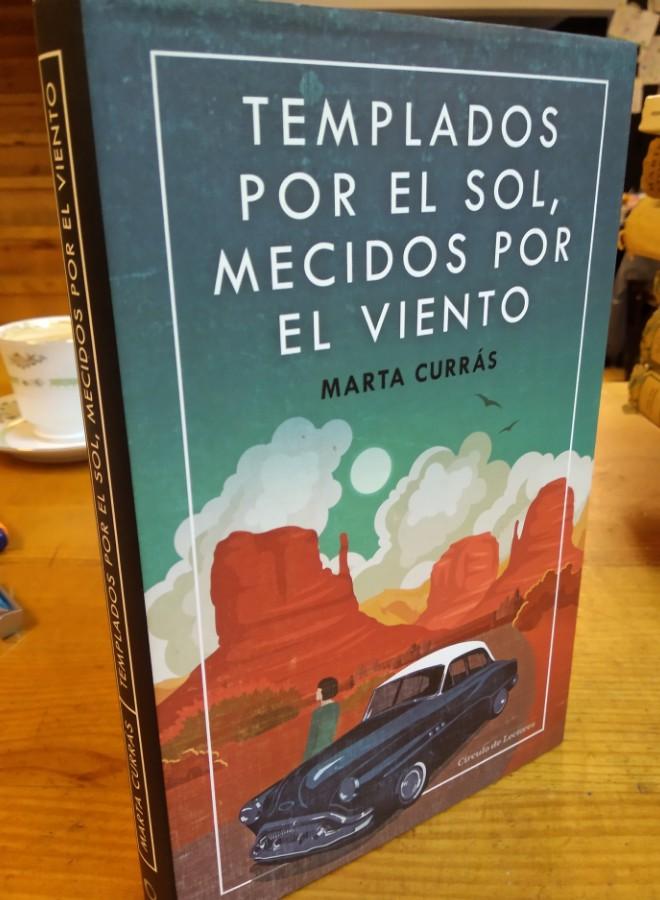 TEMPLADOS
POR EL SOL,
MECIDOS POR
EL VIENTO
MARTA CURRÁS
Círculo de Lectores
MARTA CURRÁS / TEMPLADOS POR EL SOL, MECIDOS POR EL VIENTO